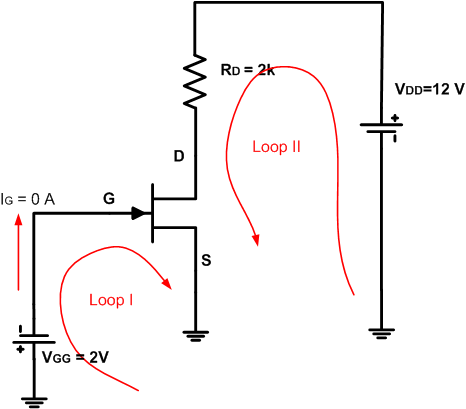 RD = 2k
VDD=12 V
+
-
Loop II
D
G
IG = 0 A
S
Loop I
-
+
VGG = 2V